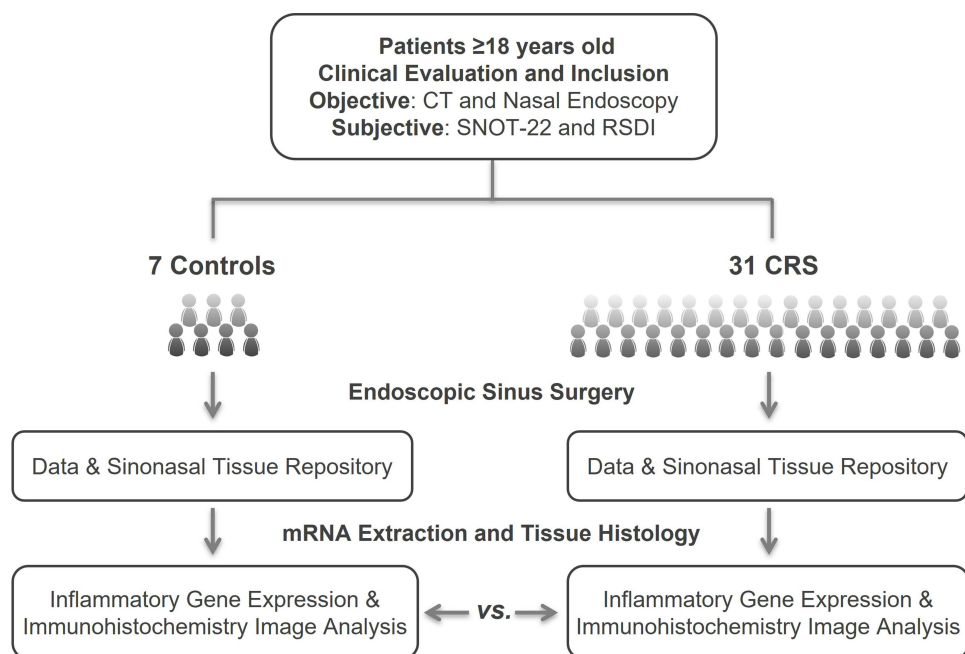 Patients ≥18 years old
Clinical Evaluation and Inclusion
Objective: CT and Nasal Endoscopy
Subjective: SNOT-22 and RSDI
7 Controls
31 CRS
Endoscopic Sinus Surgery
Data & Sinonasal Tissue Repository
Data & Sinonasal Tissue Repository
mRNA Extraction and Tissue Histology
Inflammatory Gene Expression &
Immunohistochemistry Image Analysis
vs.
Inflammatory Gene Expression &
Immunohistochemistry Image Analysis